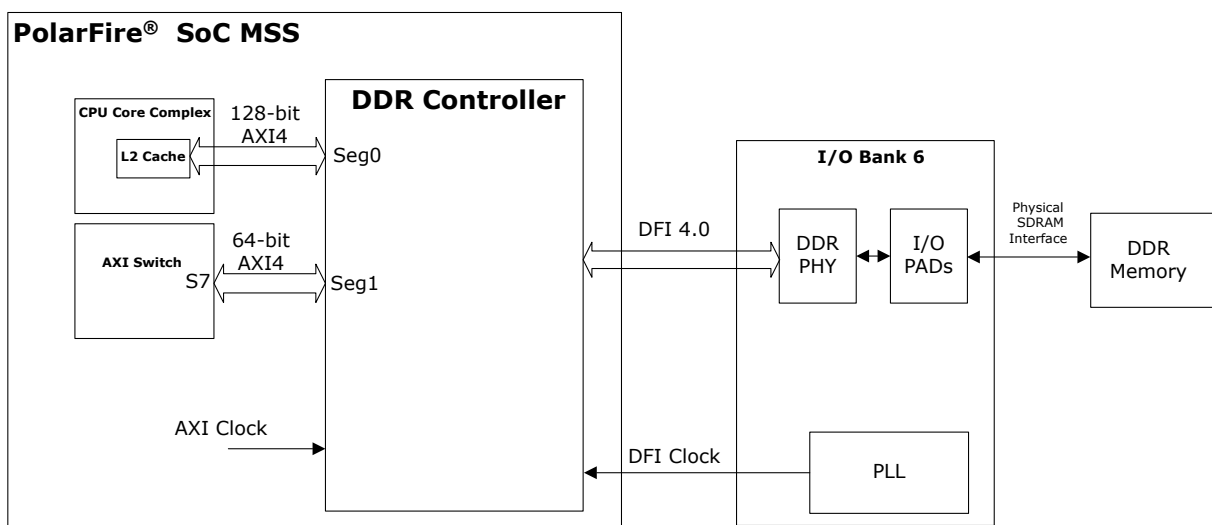 PolarFire® SoC MSS
CPU Core Complex
L2 Cache
128-bit
AXI4
DDR Controller
Seg0
AXI Switch
S7
64-bit
AXI4
Seg1
AXI Clock
DFI 4.0
DFI Clock
I/O Bank 6
DDR
PHY
I/O
PADs
PLL
Physical
SDRAM
Interface
DDR
Memory